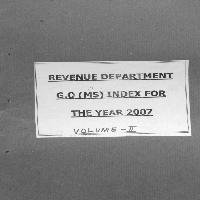 REVENUE DEPARTMENT
G.O (MS) INDEX FOR
THE YEAR 2007
VOLUME - II